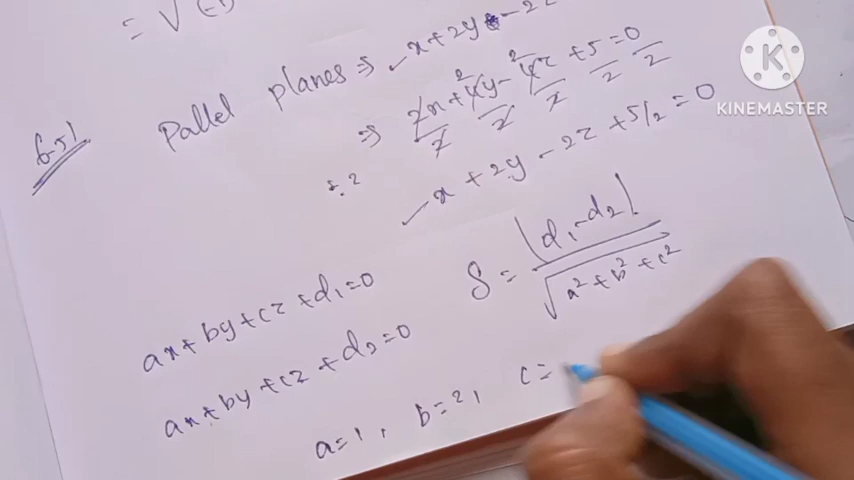 = √(-1)
6.51 Pallel planes ⇒ ✓ x + 2y - 2z
⇒ 2x/2 + 4y/2 - 4z/2 + 5/2 = 0/2
÷ 2
✓ x + 2y - 2z + 5/2 = 0
ax + by + cz + d₁ = 0
δ = |d₁ - d₂| / √(a² + b² + c²)
ax + by + cz + d₂ = 0
a = 1, b = 2, c =
KINEMASTER